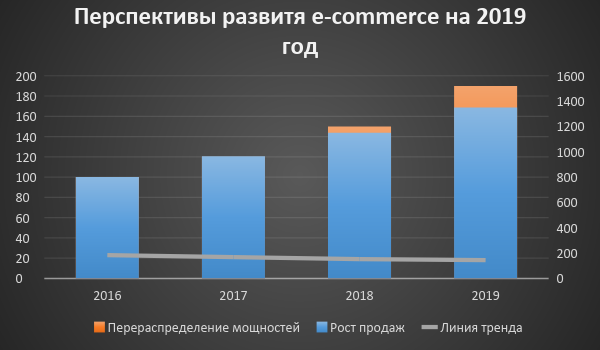 Перспективы развитя e-commerce на 2019
год
200 1600
180 1400
160 1200
140 1000
120 800
100 600
80 400
60 200
40 0
20
0
2016 2017 2018 2019
Перераспределение мощностей Рост продаж Линия тренда